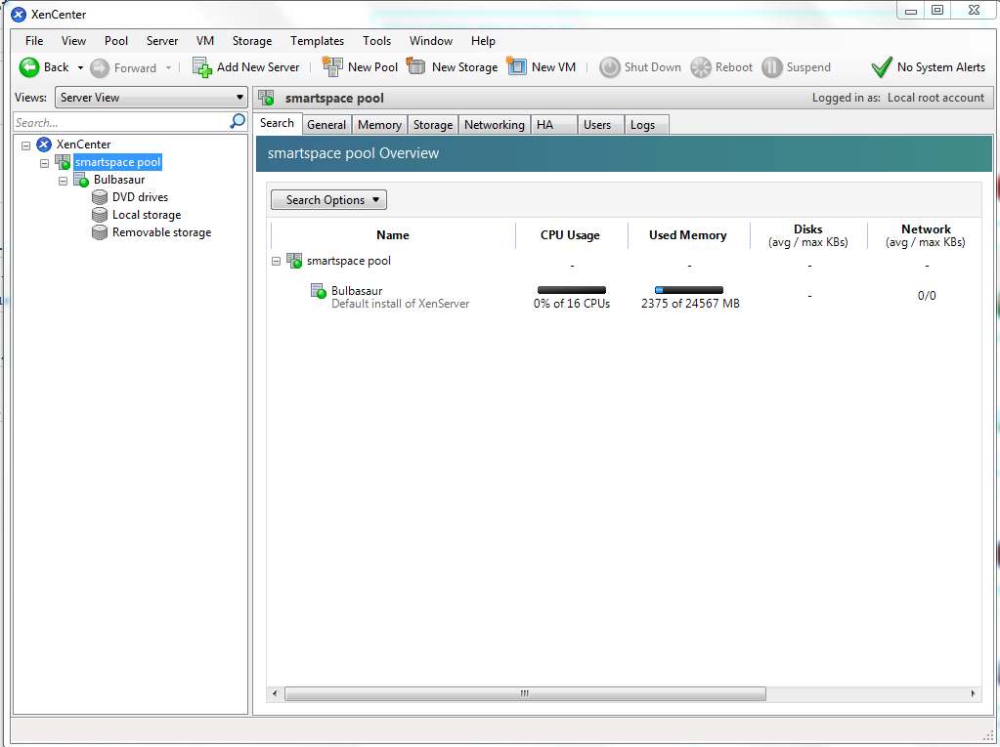 XenCenter
File View Pool Server VM Storage Templates Tools Window Help
Back Forward Add New Server New Pool New Storage New VM Shut Down Reboot Suspend No System Alerts
Views: Server View
smartspace pool Logged in as: Local root account
Search...
Search General Memory Storage Networking HA Users Logs
XenCenter
smartspace pool
Bulbasaur
DVD drives
Local storage
Removable storage
smartspace pool Overview
Search Options
Name CPU Usage Used Memory Disks Network
(avg / max KBs) (avg / max KBs)
smartspace pool - - - -
Bulbasaur
Default install of XenServer 0% of 16 CPUs 2375 of 24567 MB - 0/0